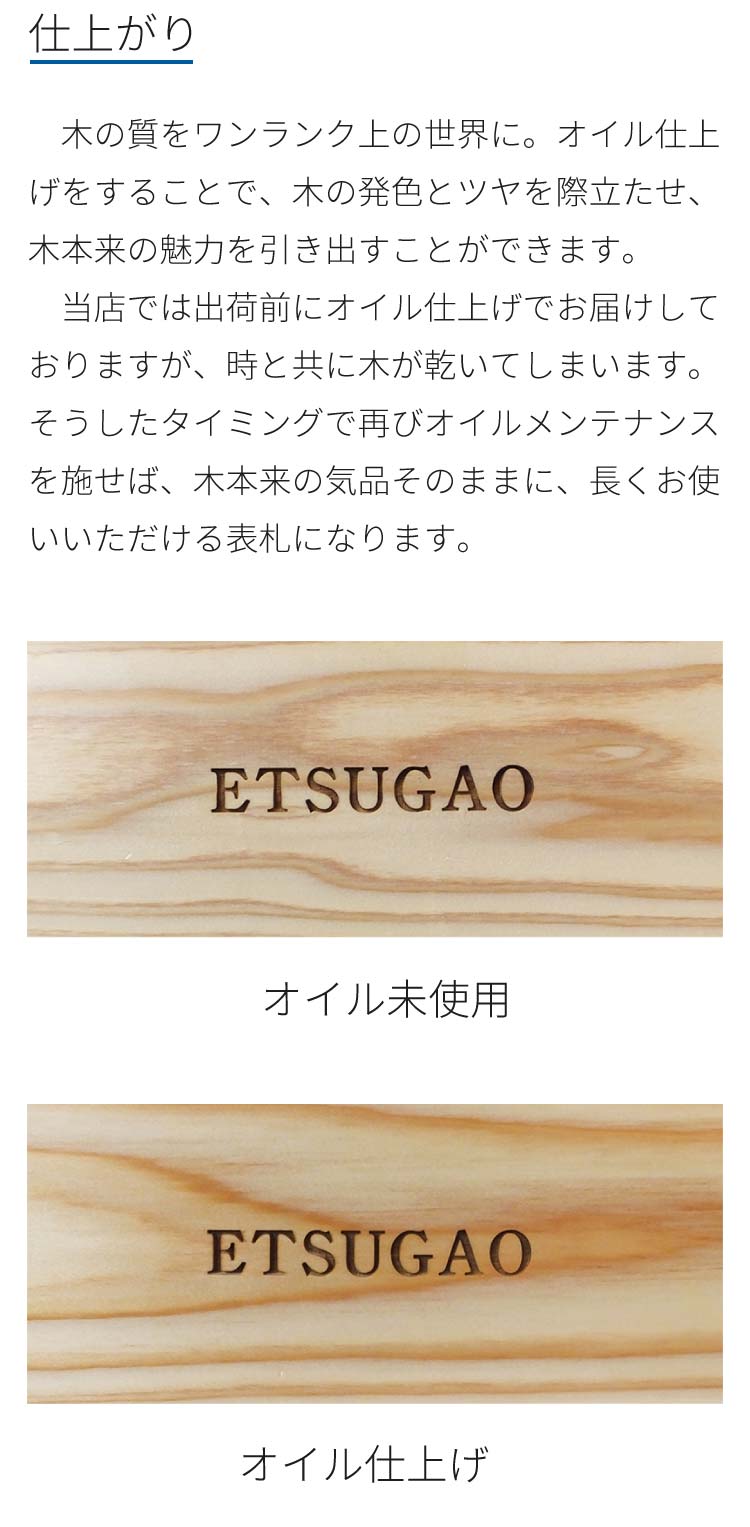 仕上がり
　木の質をワンランク上の世界に。オイル仕上
げをすることで、木の発色とツヤを際立たせ、
木本来の魅力を引き出すことができます。
　当店では出荷前にオイル仕上げでお届けして
おりますが、時と共に木が乾いてしまいます。
そうしたタイミングで再びオイルメンテナンス
を施せば、木本来の気品そのままに、長くお使
いいただける表札になります。
ETSUGAO
オイル未使用
ETSUGAO
オイル仕上げ